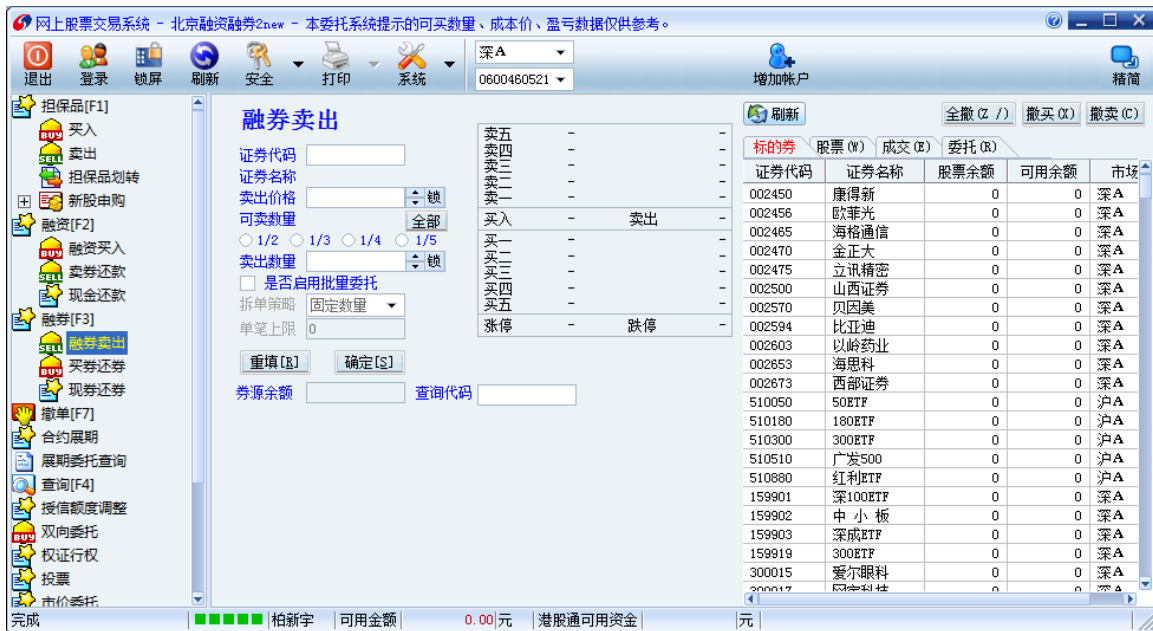 网上股票交易系统 - 北京融资融券2new - 本委托系统提示的可买数量、成本价、盈亏数据仅供参考。
退出 登录 锁屏 刷新 安全 打印 系统 深A 0600460521 增加帐户 精简
担保品[F1]
买入
卖出
担保品划转
新股申购
融资[F2]
融资买入
卖券还款
现金还款
融券[F3]
融券卖出
买券还券
现券还券
撤单[F7]
合约展期
展期委托查询
查询[F4]
授信额度调整
双向委托
权证行权
投票
市价委托
融券卖出
证券代码
证券名称
卖出价格 锁
可卖数量 全部
1/2 1/3 1/4 1/5
卖出数量 锁
是否启用批量委托
拆单策略 固定数量
单笔上限 0
重填[R] 确定[S]
券源余额 查询代码
卖五 - -
卖四 - -
卖三 - -
卖二 - -
卖一 - -
买入 - 卖出 -
买一 - -
买二 - -
买三 - -
买四 - -
买五 - -
涨停 - 跌停 -
刷新 全撤(Z /) 撤买(X) 撤卖(C)
标的券 股票(W) 成交(E) 委托(R)
证券代码 证券名称 股票余额 可用余额 市场
002450 康得新 0 0 深A
002456 欧菲光 0 0 深A
002465 海格通信 0 0 深A
002470 金正大 0 0 深A
002475 立讯精密 0 0 深A
002500 山西证券 0 0 深A
002570 贝因美 0 0 深A
002594 比亚迪 0 0 深A
002603 以岭药业 0 0 深A
002653 海思科 0 0 深A
002673 西部证券 0 0 深A
510050 50ETF 0 0 沪A
510180 180ETF 0 0 沪A
510300 300ETF 0 0 沪A
510510 广发500 0 0 沪A
510880 红利ETF 0 0 沪A
159901 深100ETF 0 0 深A
159902 中 小 板 0 0 深A
159903 深成ETF 0 0 深A
159919 300ETF 0 0 深A
300015 爱尔眼科 0 0 深A
300017 网宿科技 0 0 深A
完成 柏新宇 可用金额 0.00 元 港股通可用资金 元